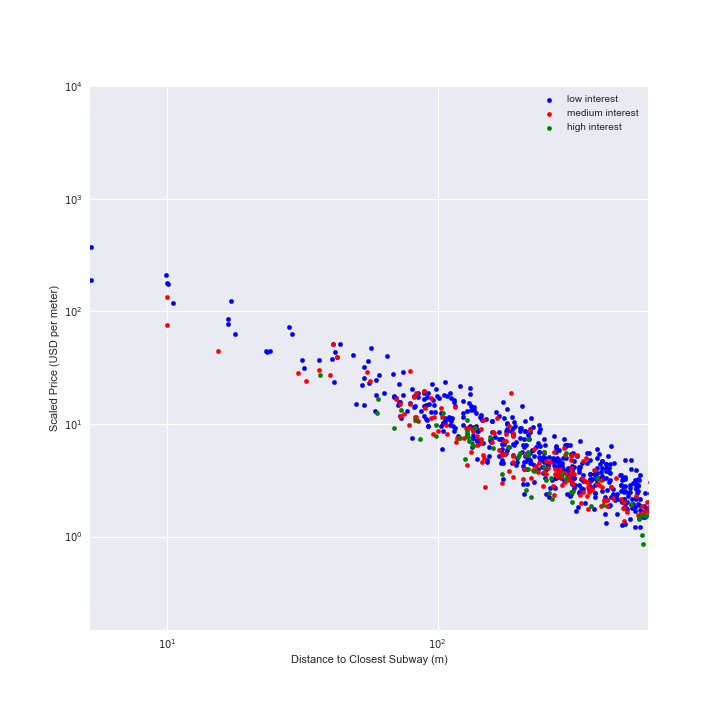 10⁴
10³
10²
10¹
10⁰
Scaled Price (USD per meter)
low interest
medium interest
high interest
10¹
10²
Distance to Closest Subway (m)